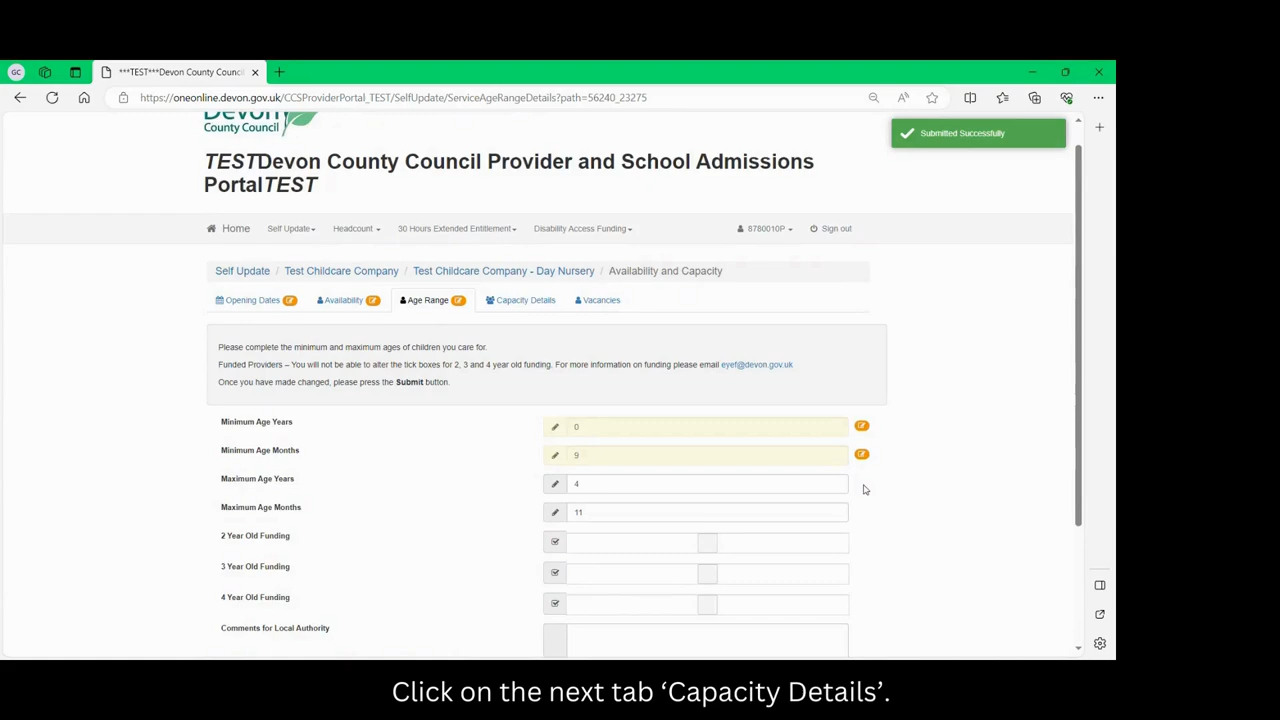 GC
***TEST***Devon County Counci
https://oneonline.devon.gov.uk/CCSProviderPortal_TEST/SelfUpdate/ServiceAgeRangeDetails?path=56240_23275
Devon
County Council
Submitted Successfully
TESTDevon County Council Provider and School Admissions
PortalTEST
Home Self Update Headcount 30 Hours Extended Entitlement Disability Access Funding 8780010P Sign out
Self Update / Test Childcare Company / Test Childcare Company - Day Nursery / Availability and Capacity
Opening Dates Availability Age Range Capacity Details Vacancies
Please complete the minimum and maximum ages of children you care for.
Funded Providers – You will not be able to alter the tick boxes for 2, 3 and 4 year old funding. For more information on funding please email eyef@devon.gov.uk
Once you have made changed, please press the Submit button.
Minimum Age Years 0
Minimum Age Months 9
Maximum Age Years 4
Maximum Age Months 11
2 Year Old Funding
3 Year Old Funding
4 Year Old Funding
Comments for Local Authority
Click on the next tab ‘Capacity Details’.